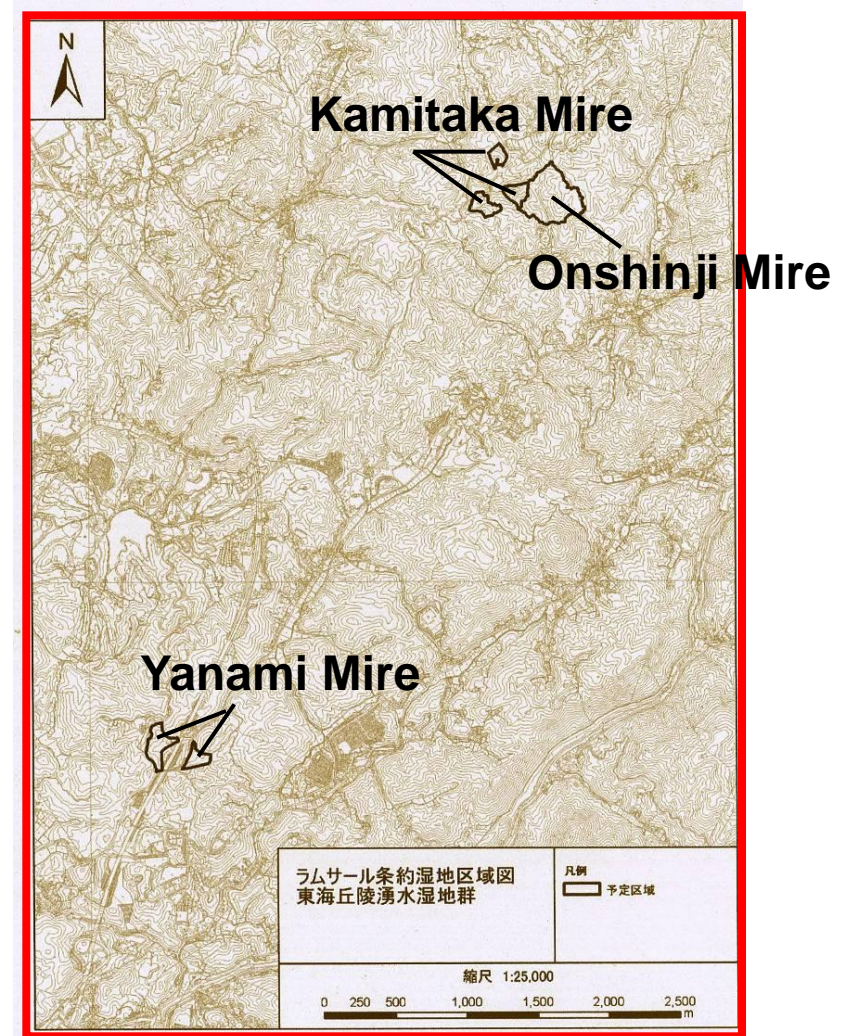 N
Kamitaka Mire
Onshinji Mire
Yanami Mire
ラムサール条約湿地区域図
東海丘陵湧水湿地群
凡例
予定区域
縮尺 1:25,000
0 250 500 1,000 1,500 2,000 2,500
m